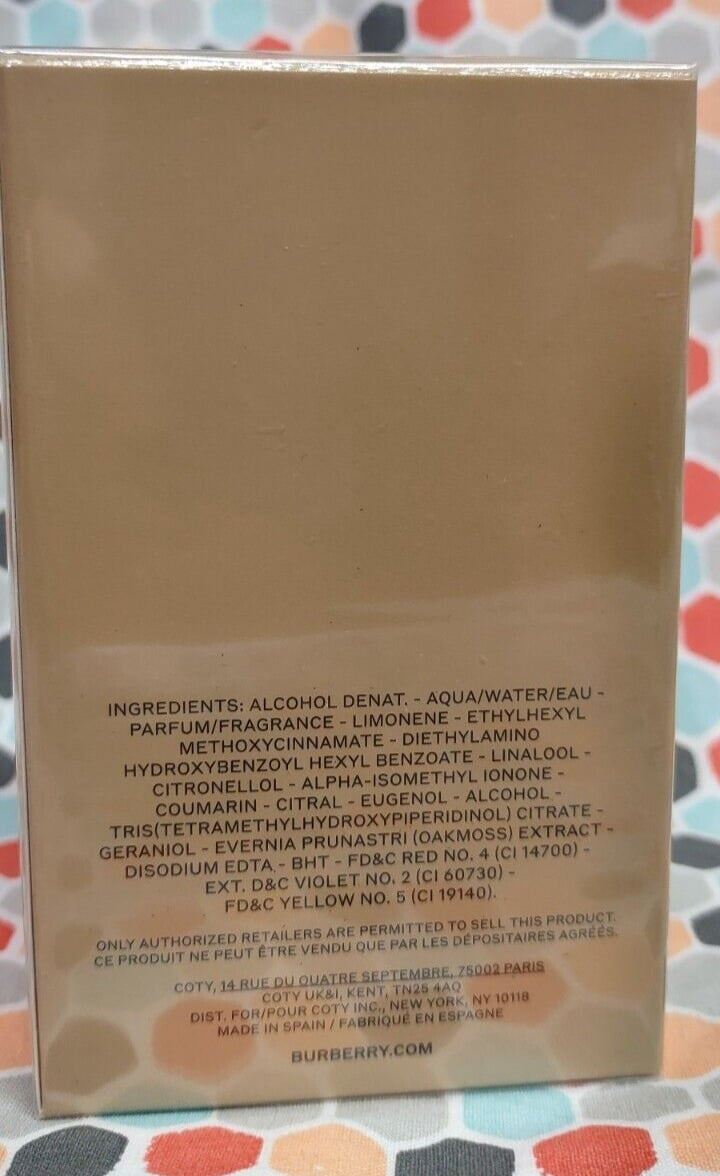 INGREDIENTS: ALCOHOL DENAT. - AQUA/WATER/EAU -
PARFUM/FRAGRANCE - LIMONENE - ETHYLHEXYL
METHOXYCINNAMATE - DIETHYLAMINO
HYDROXYBENZOYL HEXYL BENZOATE - LINALOOL -
CITRONELLOL - ALPHA-ISOMETHYL IONONE -
COUMARIN - CITRAL - EUGENOL - ALCOHOL -
TRIS(TETRAMETHYLHYDROXYPIPERIDINOL) CITRATE -
GERANIOL - EVERNIA PRUNASTRI (OAKMOSS) EXTRACT -
DISODIUM EDTA - BHT - FD&C RED NO. 4 (CI 14700) -
EXT. D&C VIOLET NO. 2 (CI 60730) -
FD&C YELLOW NO. 5 (CI 19140).
ONLY AUTHORIZED RETAILERS ARE PERMITTED TO SELL THIS PRODUCT.
CE PRODUIT NE PEUT ÊTRE VENDU QUE PAR LES DÉPOSITAIRES AGRÉÉS.
COTY, 14 RUE DU QUATRE SEPTEMBRE, 75002 PARIS
COTY UK&I, KENT, TN25 4AQ
DIST. FOR/POUR COTY INC., NEW YORK, NY 10118
MADE IN SPAIN / FABRIQUÉ EN ESPAGNE
BURBERRY.COM